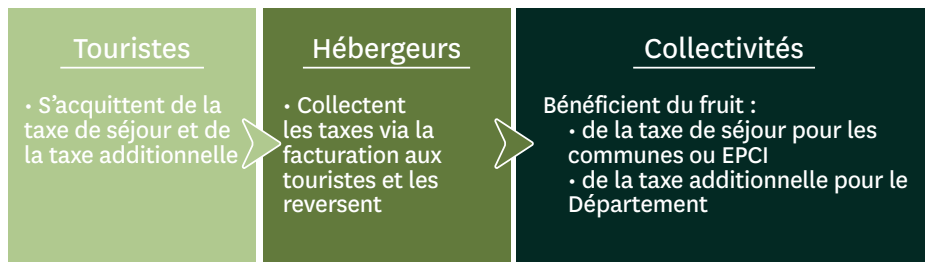 Touristes
• S’acquittent de la
taxe de séjour et de
la taxe additionnelle
Hébergeurs
• Collectent
les taxes via la
facturation aux
touristes et les
reversent
Collectivités
Bénéficient du fruit :
• de la taxe de séjour pour les
communes ou EPCI
• de la taxe additionnelle pour le
Département